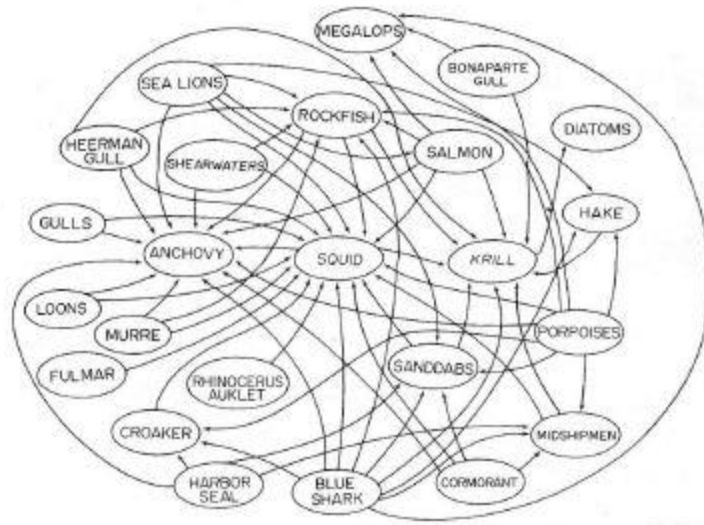 MEGALOPS
SEA LIONS
BONAPARTE
GULL
ROCKFISH
DIATOMS
HEERMAN
GULL
SHEARWATERS
SALMON
GULLS
HAKE
ANCHOVY
SQUID
KRILL
LOONS
MURRE
PORPOISES
FULMAR
RHINOCERUS
AUKLET
SANDDABS
CROAKER
MIDSHIPMEN
HARBOR
SEAL
BLUE
SHARK
CORMORANT